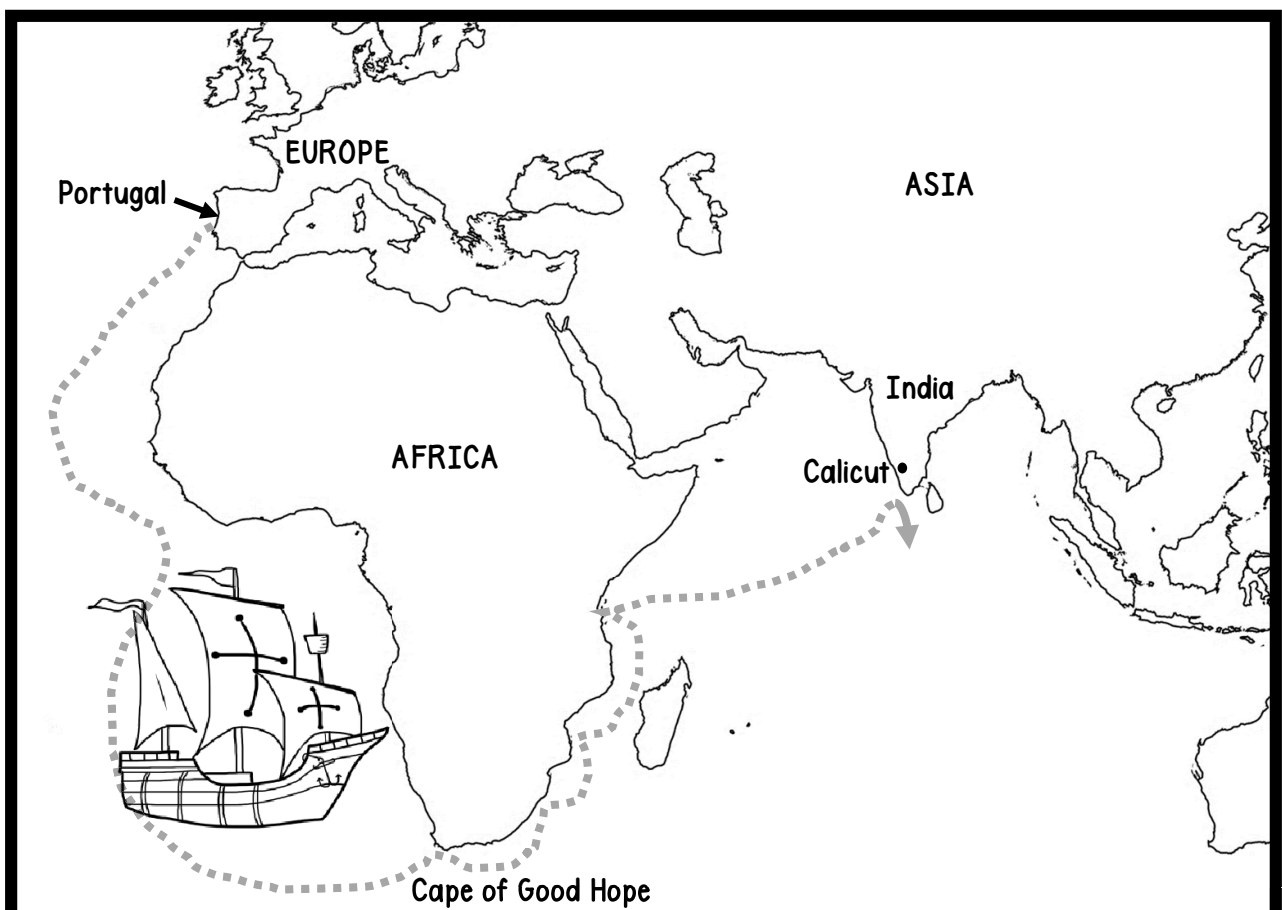 EUROPE
Portugal
ASIA
India
AFRICA
Calicut
Cape of Good Hope